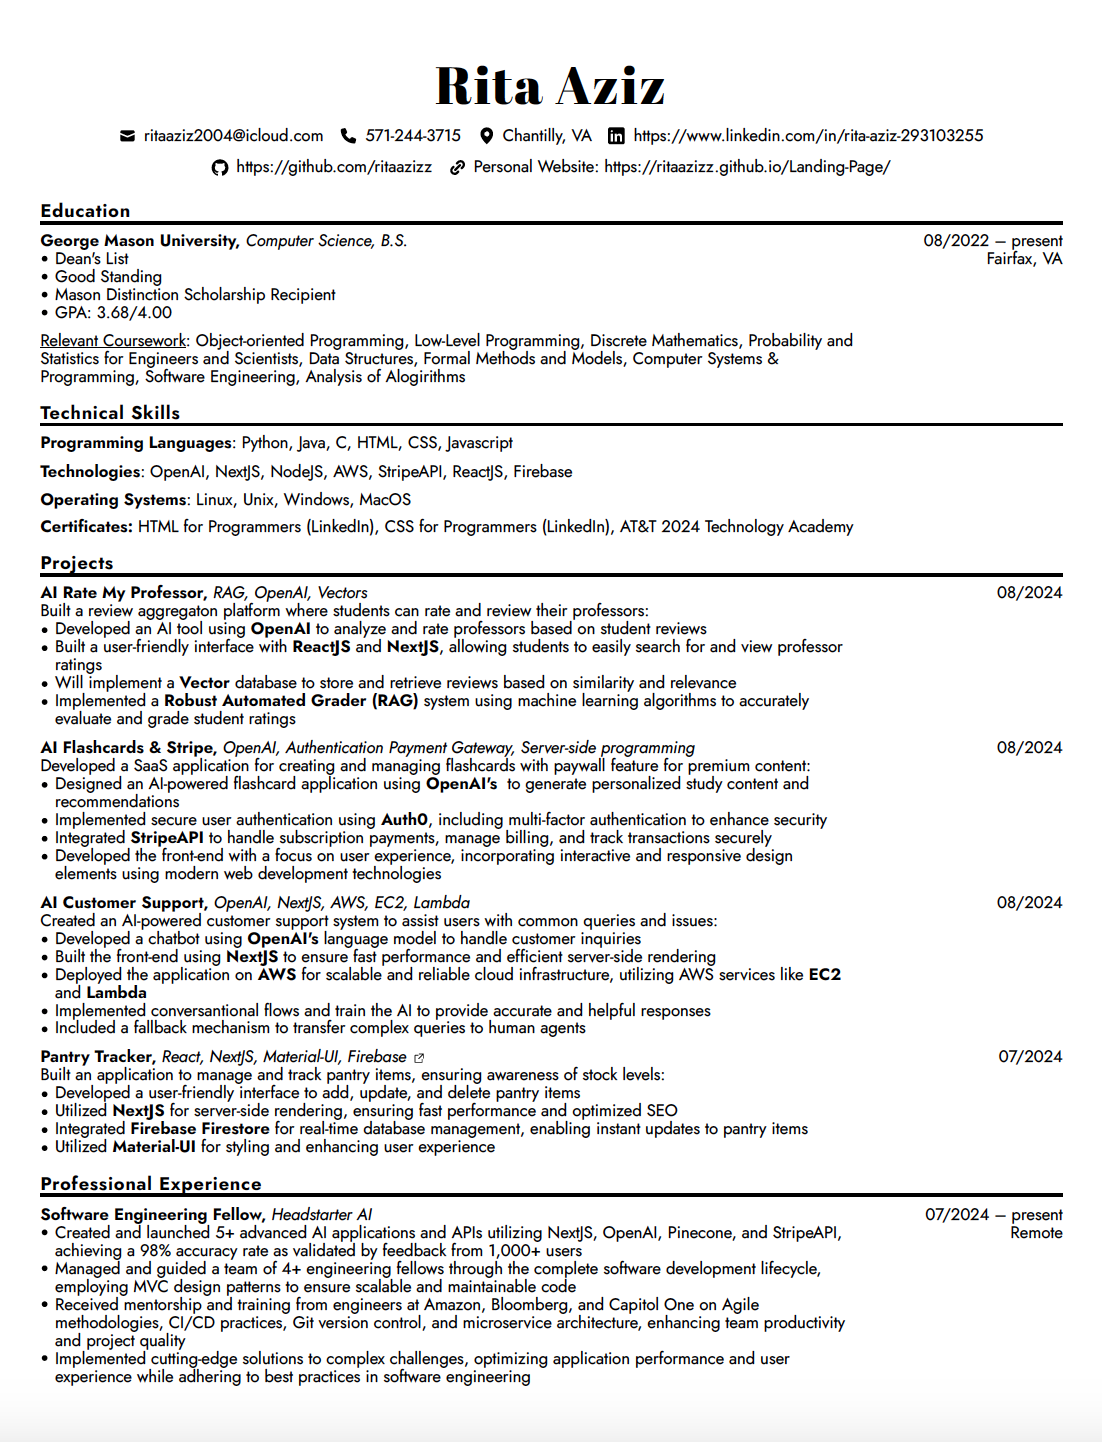 Rita Aziz
ritaaziz2004@icloud.com 571-244-3715 Chantilly, VA https://www.linkedin.com/in/rita-aziz-293103255
https://github.com/ritaazizz Personal Website: https://ritaazizz.github.io/Landing-Page/
Education
George Mason University, Computer Science, B.S. 08/2022 – present
• Dean's List Fairfax, VA
• Good Standing
• Mason Distinction Scholarship Recipient
• GPA: 3.68/4.00
Relevant Coursework: Object-oriented Programming, Low-Level Programming, Discrete Mathematics, Probability and
Statistics for Engineers and Scientists, Data Structures, Formal Methods and Models, Computer Systems &
Programming, Software Engineering, Analysis of Alogirithms
Technical Skills
Programming Languages: Python, Java, C, HTML, CSS, Javascript
Technologies: OpenAI, NextJS, NodeJS, AWS, StripeAPI, ReactJS, Firebase
Operating Systems: Linux, Unix, Windows, MacOS
Certificates: HTML for Programmers (LinkedIn), CSS for Programmers (LinkedIn), AT&T 2024 Technology Academy
Projects
AI Rate My Professor, RAG, OpenAI, Vectors 08/2024
Built a review aggregaton platform where students can rate and review their professors:
• Developed an AI tool using OpenAI to analyze and rate professors based on student reviews
• Built a user-friendly interface with ReactJS and NextJS, allowing students to easily search for and view professor
ratings
• Will implement a Vector database to store and retrieve reviews based on similarity and relevance
• Implemented a Robust Automated Grader (RAG) system using machine learning algorithms to accurately
evaluate and grade student ratings
AI Flashcards & Stripe, OpenAI, Authentication Payment Gateway, Server-side programming 08/2024
Developed a SaaS application for creating and managing flashcards with paywall feature for premium content:
• Designed an AI-powered flashcard application using OpenAI's to generate personalized study content and
recommendations
• Implemented secure user authentication using Auth0, including multi-factor authentication to enhance security
• Integrated StripeAPI to handle subscription payments, manage billing, and track transactions securely
• Developed the front-end with a focus on user experience, incorporating interactive and responsive design
elements using modern web development technologies
AI Customer Support, OpenAI, NextJS, AWS, EC2, Lambda 08/2024
Created an AI-powered customer support system to assist users with common queries and issues:
• Developed a chatbot using OpenAI's language model to handle customer inquiries
• Built the front-end using NextJS to ensure fast performance and efficient server-side rendering
• Deployed the application on AWS for scalable and reliable cloud infrastructure, utilizing AWS services like EC2
and Lambda
• Implemented conversantional flows and train the AI to provide accurate and helpful responses
• Included a fallback mechanism to transfer complex queries to human agents
Pantry Tracker, React, NextJS, Material-UI, Firebase 07/2024
Built an application to manage and track pantry items, ensuring awareness of stock levels:
• Developed a user-friendly interface to add, update, and delete pantry items
• Utilized NextJS for server-side rendering, ensuring fast performance and optimized SEO
• Integrated Firebase Firestore for real-time database management, enabling instant updates to pantry items
• Utilized Material-UI for styling and enhancing user experience
Professional Experience
Software Engineering Fellow, Headstarter AI 07/2024 – present
• Created and launched 5+ advanced AI applications and APIs utilizing NextJS, OpenAI, Pinecone, and StripeAPI, Remote
achieving a 98% accuracy rate as validated by feedback from 1,000+ users
• Managed and guided a team of 4+ engineering fellows through the complete software development lifecycle,
employing MVC design patterns to ensure scalable and maintainable code
• Received mentorship and training from engineers at Amazon, Bloomberg, and Capitol One on Agile
methodologies, CI/CD practices, Git version control, and microservice architecture, enhancing team productivity
and project quality
• Implemented cutting-edge solutions to complex challenges, optimizing application performance and user
experience while adhering to best practices in software engineering